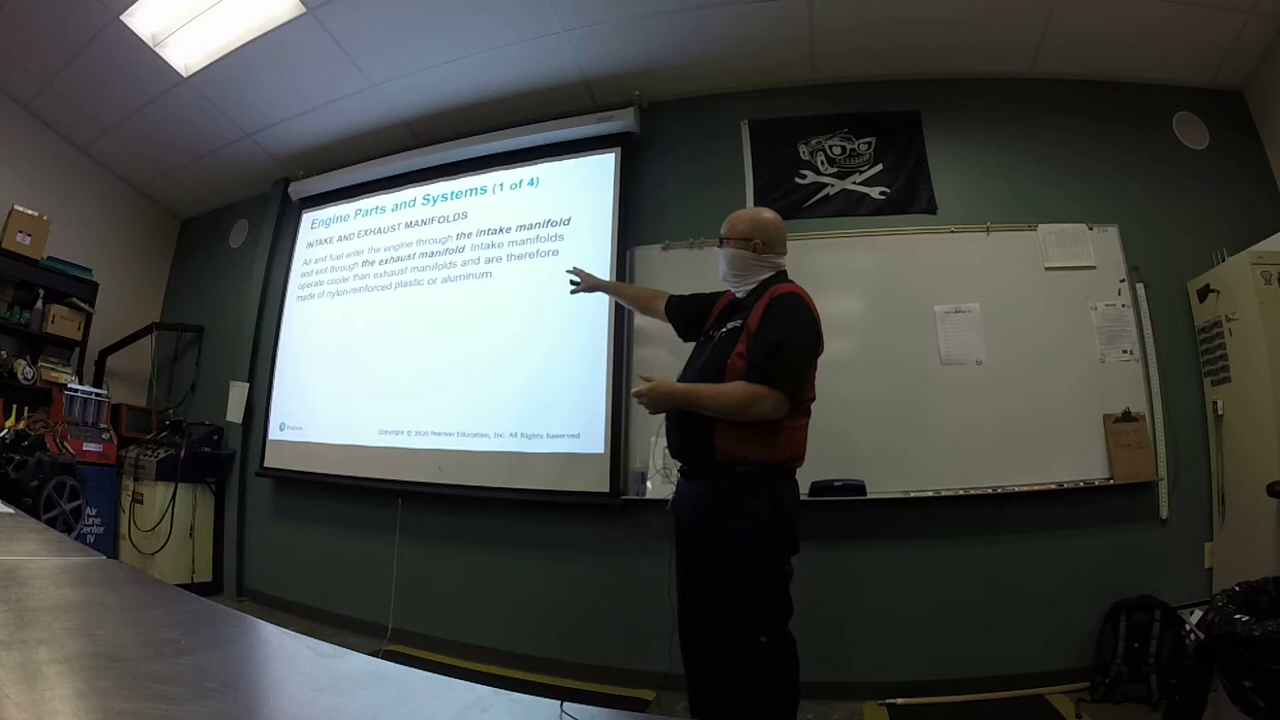 Engine Parts and Systems (1 of 4)
INTAKE AND EXHAUST MANIFOLDS
Air and fuel enter the engine through the intake manifold
and exit through the exhaust manifold. Intake manifolds
operate cooler than exhaust manifolds and are therefore
made of nylon-reinforced plastic or aluminum.
Pearson
Copyright © 2020 Pearson Education, Inc. All Rights Reserved
Air
Line
Center
IV